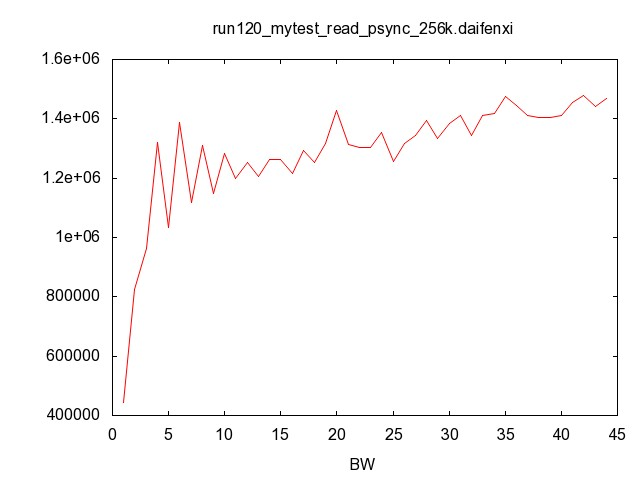 run120_mytest_read_psync_256k.daifenxi
1.6e+06
1.4e+06
1.2e+06
1e+06
800000
600000
400000
0 5 10 15 20 25 30 35 40 45
BW